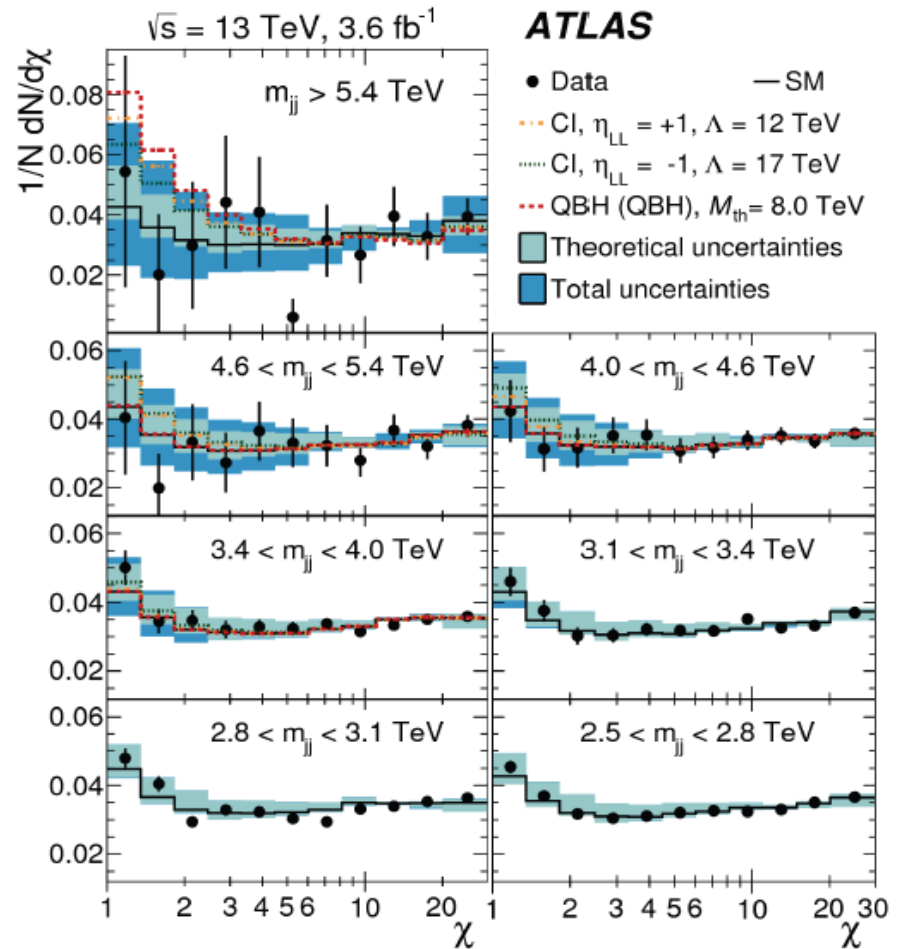 √s = 13 TeV, 3.6 fb⁻¹
ATLAS
1/N dN/dχ
m_jj > 5.4 TeV
0.08
0.06
0.04
0.02
Data
SM
CI, η_LL = +1, Λ = 12 TeV
CI, η_LL = -1, Λ = 17 TeV
QBH (QBH), M_th= 8.0 TeV
Theoretical uncertainties
Total uncertainties
4.6 < m_jj < 5.4 TeV
0.06
0.04
0.02
4.0 < m_jj < 4.6 TeV
3.4 < m_jj < 4.0 TeV
0.06
0.04
0.02
3.1 < m_jj < 3.4 TeV
2.8 < m_jj < 3.1 TeV
0.06
0.04
0.02
2.5 < m_jj < 2.8 TeV
1 2 3 4 5 6 10 20
χ
1 2 3 4 5 6 10 20 30
χ